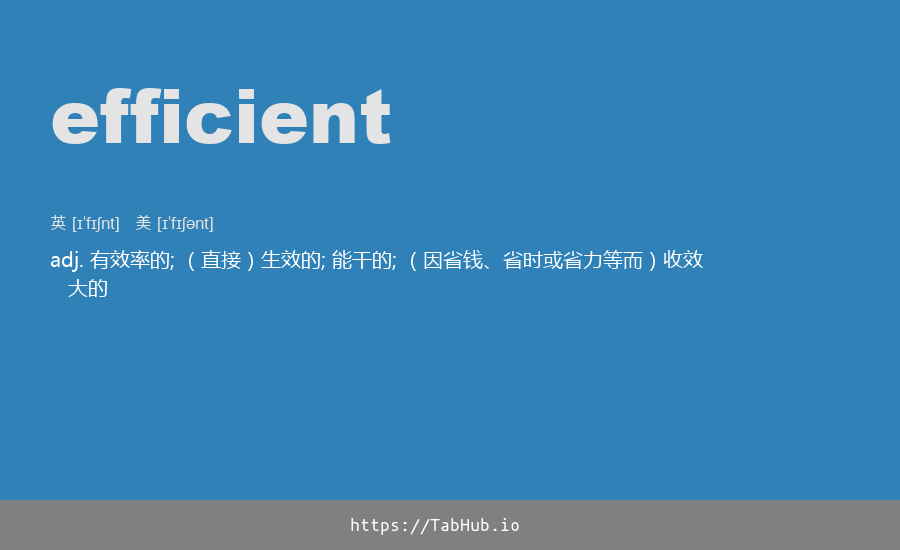 efficient
英 [ɪˈfɪʃnt] 美 [ɪˈfɪʃənt]
adj. 有效率的; （直接）生效的; 能干的; （因省钱、省时或省力等而）收效
大的
https://TabHub.io